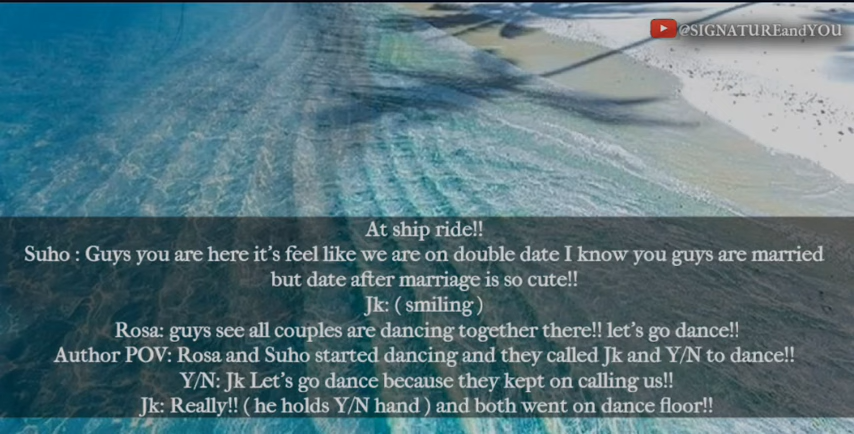 @SIGNATUREandYOU
At ship ride!!
Suho : Guys you are here it's feel like we are on double date I know you guys are married
but date after marriage is so cute!!
Jk: ( smiling )
Rosa: guys see all couples are dancing together there!! let's go dance!!
Author POV: Rosa and Suho started dancing and they called Jk and Y/N to dance!!
Y/N: Jk Let's go dance because they kept on calling us!!
Jk: Really!! ( he holds Y/N hand ) and both went on dance floor!!